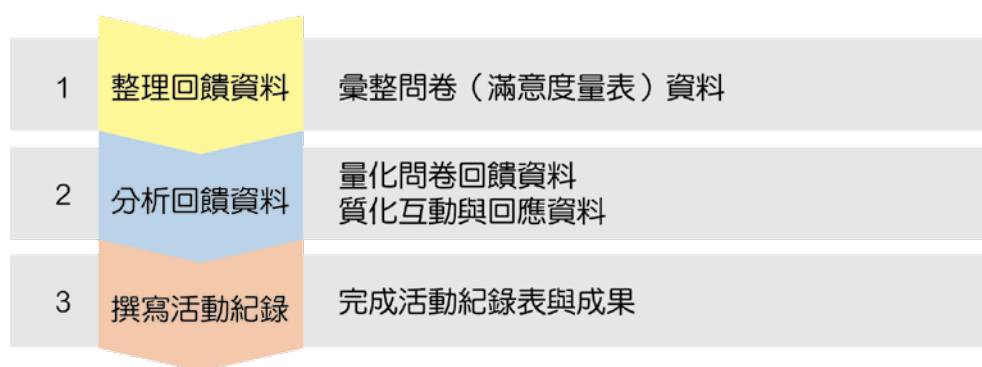 1 整理回饋資料 彙整問卷（滿意度量表）資料
2 分析回饋資料 量化問卷回饋資料
質化互動與回應資料
3 撰寫活動紀錄 完成活動紀錄表與成果